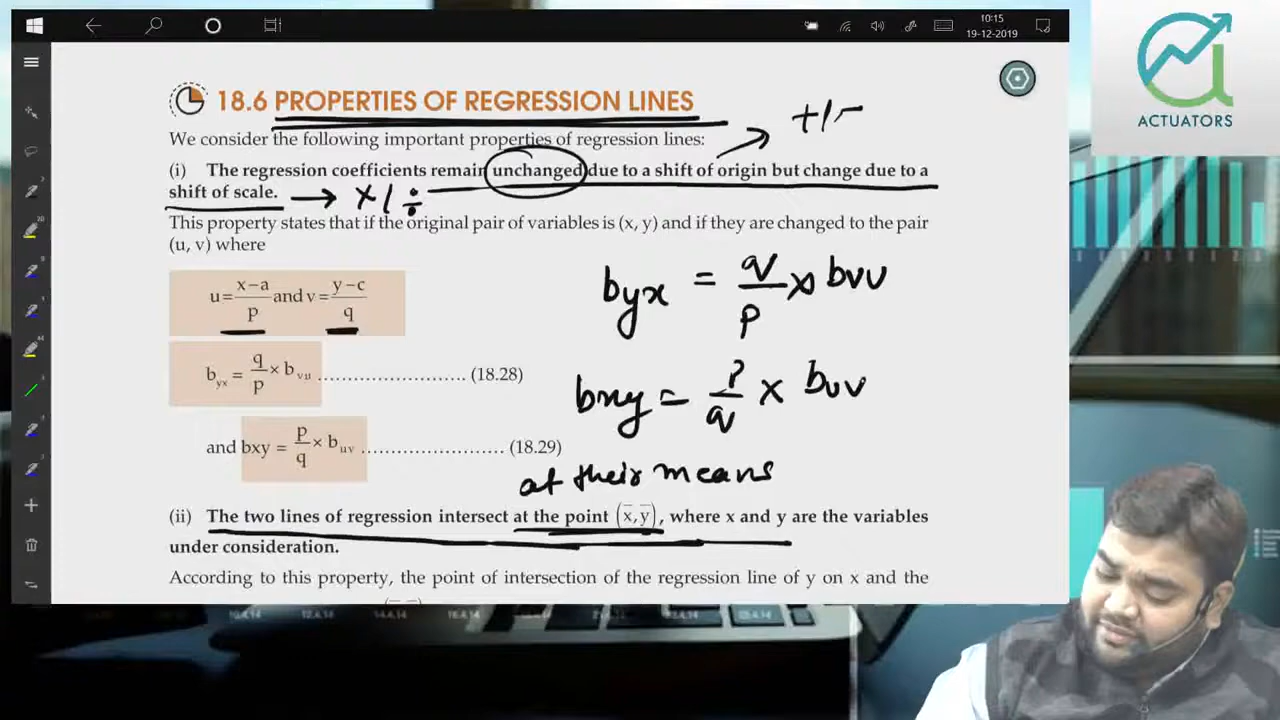 10:15
19-12-2019
ACTUATORS
18.6 PROPERTIES OF REGRESSION LINES
+/-
We consider the following important properties of regression lines:
(i) The regression coefficients remain unchanged due to a shift of origin but change due to a
shift of scale. → × / ÷
This property states that if the original pair of variables is (x, y) and if they are changed to the pair
(u, v) where
u = x–a / p and v = y–c / q
byx = q/p × bvu
byx = q/p × bvu ............................ (18.28)
bxy = p/q × buv
and bxy = p/q × buv ............................ (18.29)
at their means
(ii) The two lines of regression intersect at the point (x̄, ȳ), where x and y are the variables
under consideration.
According to this property, the point of intersection of the regression line of y on x and the